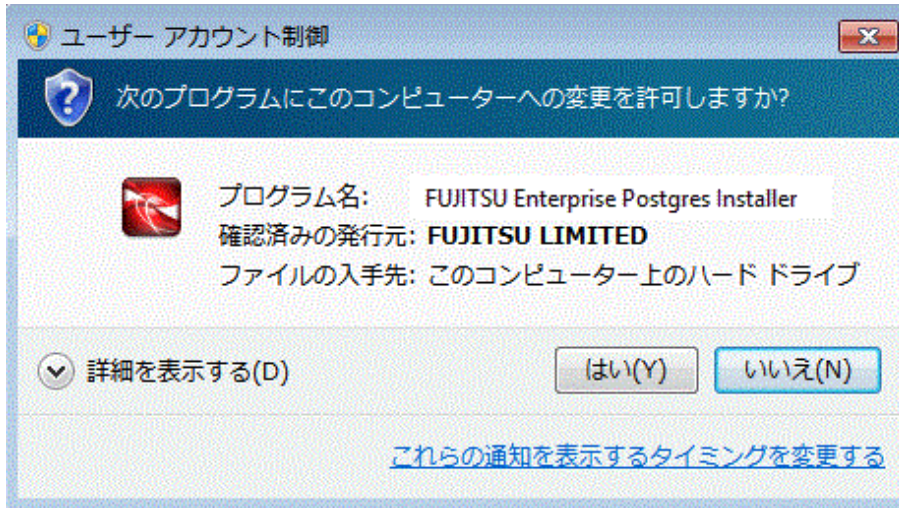 ユーザー アカウント制御
次のプログラムにこのコンピューターへの変更を許可しますか?
プログラム名: FUJITSU Enterprise Postgres Installer
確認済みの発行元: FUJITSU LIMITED
ファイルの入手先: このコンピューター上のハード ドライブ
詳細を表示する(D) はい(Y) いいえ(N)
これらの通知を表示するタイミングを変更する